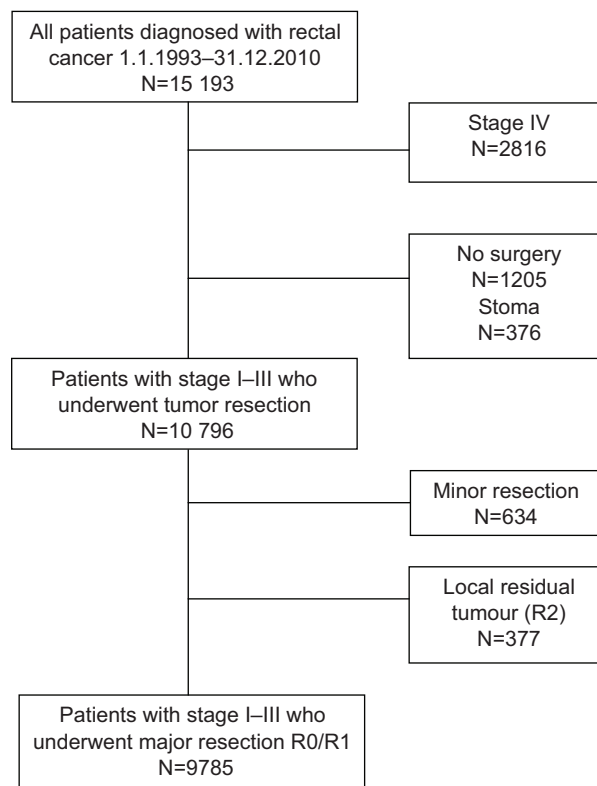 All patients diagnosed with rectal
cancer 1.1.1993–31.12.2010
N=15 193
Stage IV
N=2816
No surgery
N=1205
Stoma
N=376
Patients with stage I–III who
underwent tumor resection
N=10 796
Minor resection
N=634
Local residual
tumour (R2)
N=377
Patients with stage I–III who
underwent major resection R0/R1
N=9785